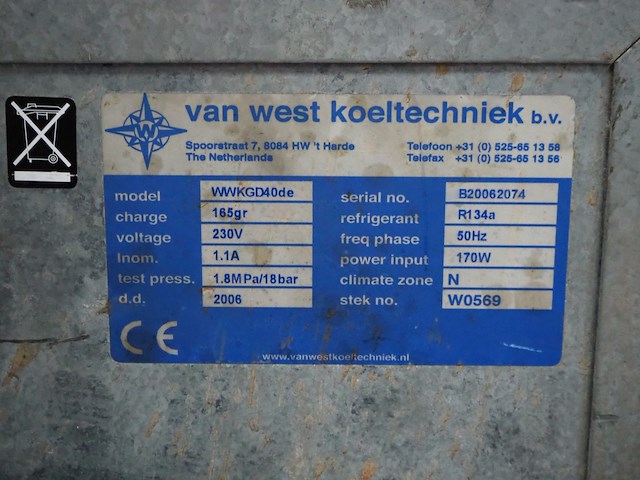 W
van west koeltechniek b.v.
Spoorstraat 7, 8084 HW 't Harde Telefoon +31 (0) 525-65 13 58
The Netherlands Telefax +31 (0) 525-65 13 56
model WWKGD40de serial no. B20062074
charge 165gr refrigerant R134a
voltage 230V freq phase 50Hz
Inom. 1.1A power input 170W
test press. 1.8MPa/18bar climate zone N
d.d. 2006 stek no. W0569
CE
www.vanwestkoeltechniek.nl